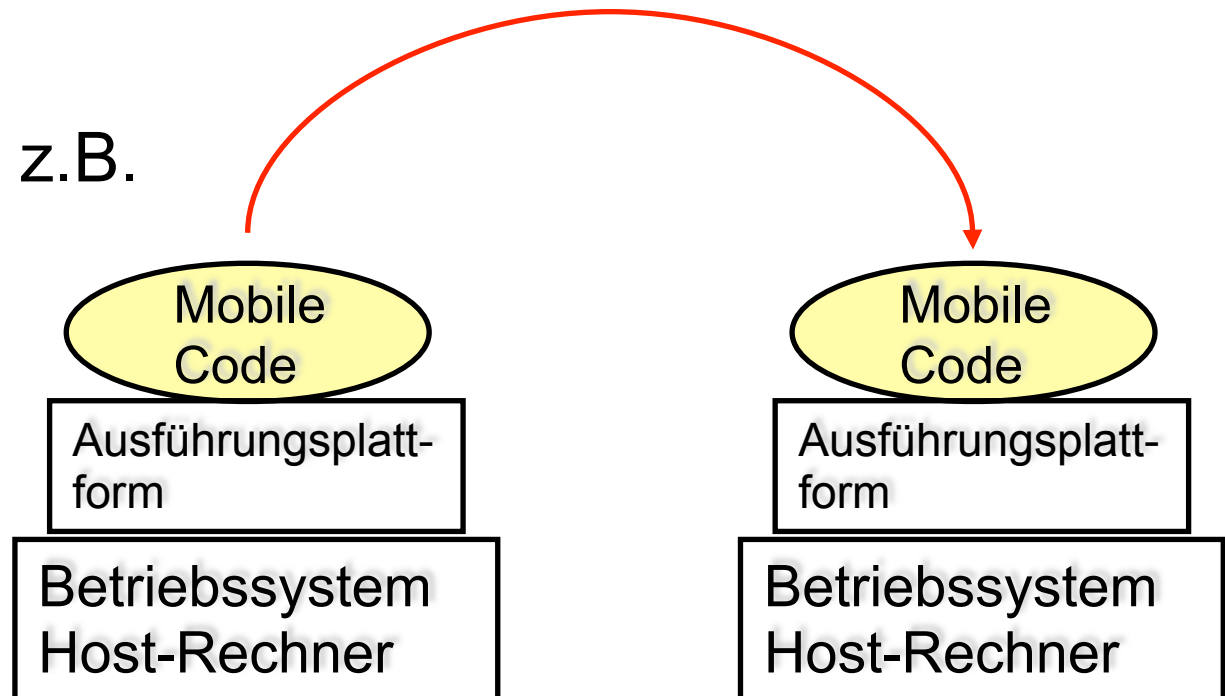 z.B.
Mobile
Code
Ausführungsplatt-
form
Betriebssystem
Host-Rechner
Mobile
Code
Ausführungsplatt-
form
Betriebssystem
Host-Rechner